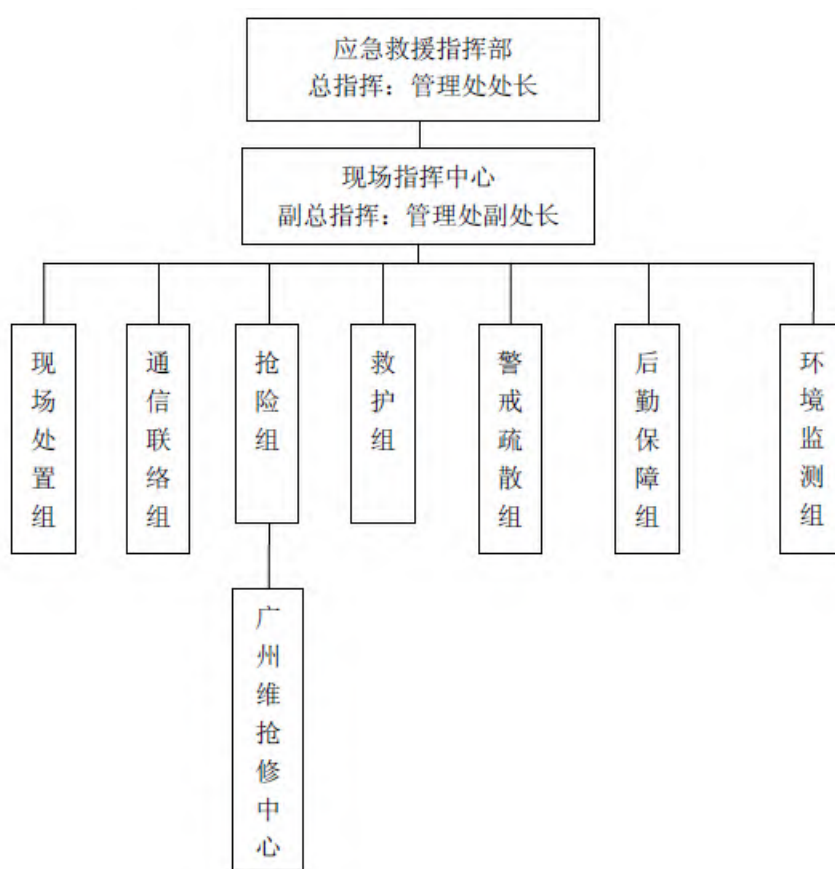 应急救援指挥部
总指挥：管理处处长
现场指挥中心
副总指挥：管理处副处长
现场处置组
通信联络组
抢险组
救护组
警戒疏散组
后勤保障组
环境监测组
广州维抢修中心